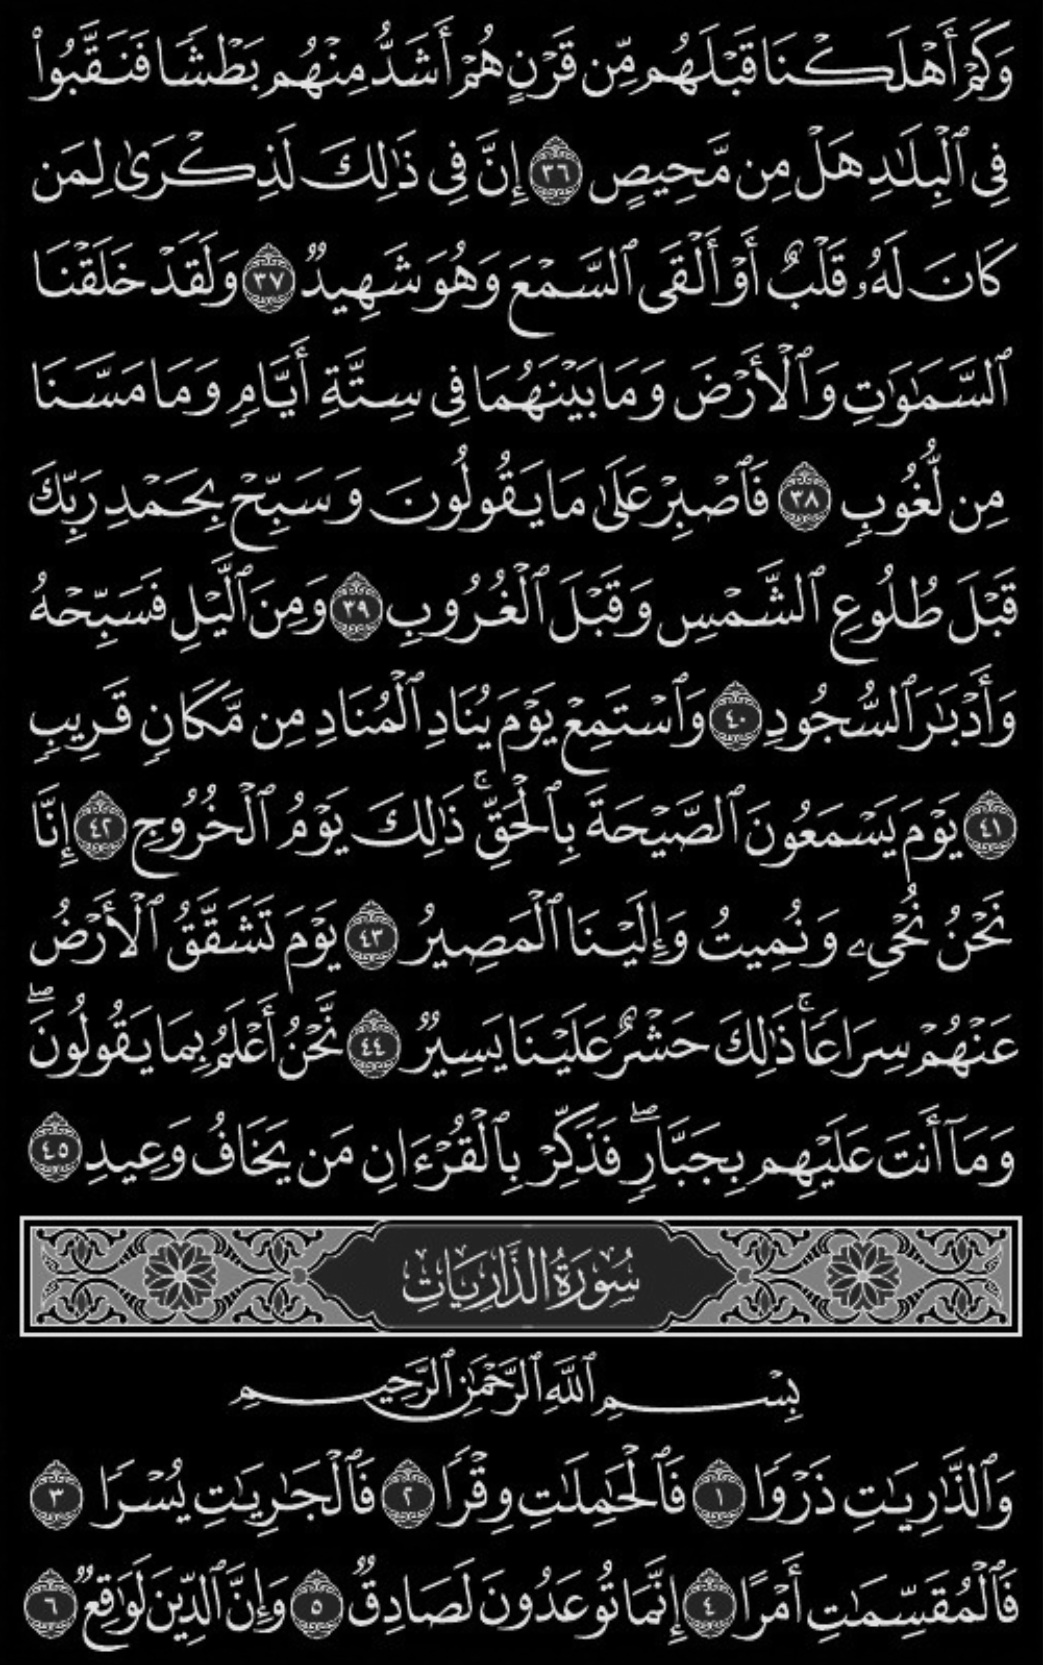 وَكَمْ أَهْلَكْنَا قَبْلَهُم مِّن قَرْنٍ هُمْ أَشَدُّ مِنْهُم بَطْشًا فَنَقَّبُوا۟
فِى ٱلْبِلَـٰدِ هَلْ مِن مَّحِيصٍ ٣٦ إِنَّ فِى ذَٰلِكَ لَذِكْرَىٰ لِمَن
كَانَ لَهُۥ قَلْبٌ أَوْ أَلْقَى ٱلسَّمْعَ وَهُوَ شَهِيدٌ ٣٧ وَلَقَدْ خَلَقْنَا
ٱلسَّمَـٰوَٰتِ وَٱلْأَرْضَ وَمَا بَيْنَهُمَا فِى سِتَّةِ أَيَّامٍ وَمَا مَسَّنَا
مِن لُّغُوبٍ ٣٨ فَٱصْبِرْ عَلَىٰ مَا يَقُولُونَ وَسَبِّحْ بِحَمْدِ رَبِّكَ
قَبْلَ طُلُوعِ ٱلشَّمْسِ وَقَبْلَ ٱلْغُرُوبِ ٣٩ وَمِنَ ٱلَّيْلِ فَسَبِّحْهُ
وَأَدْبَـٰرَ ٱلسُّجُودِ ٤٠ وَٱسْتَمِعْ يَوْمَ يُنَادِ ٱلْمُنَادِ مِن مَّكَانٍ قَرِيبٍ
٤١ يَوْمَ يَسْمَعُونَ ٱلصَّيْحَةَ بِٱلْحَقِّ ۚ ذَٰلِكَ يَوْمُ ٱلْخُرُوجِ ٤٢ إِنَّا
نَحْنُ نُحْىِۦ وَنُمِيتُ وَإِلَيْنَا ٱلْمَصِيرُ ٤٣ يَوْمَ تَشَقَّقُ ٱلْأَرْضُ
عَنْهُمْ سِرَاعًا ۚ ذَٰلِكَ حَشْرٌ عَلَيْنَا يَسِيرٌ ٤٤ نَّحْنُ أَعْلَمُ بِمَا يَقُولُونَ ۖ
وَمَآ أَنتَ عَلَيْهِم بِجَبَّارٍ ۖ فَذَكِّرْ بِٱلْقُرْءَانِ مَن يَخَافُ وَعِيدِ ٤٥
سُورَةُ الذَّارِيَاتِ
بِسْمِ ٱللَّهِ ٱلرَّحْمَـٰنِ ٱلرَّحِيمِ
وَٱلذَّٰرِيَـٰتِ ذَرْوًا ١ فَٱلْحَـٰمِلَـٰتِ وِقْرًا ٢ فَٱلْجَـٰرِيَـٰتِ يُسْرًا ٣
فَٱلْمُقَسِّمَـٰتِ أَمْرًا ٤ إِنَّمَا تُوعَدُونَ لَصَادِقٌ ٥ وَإِنَّ ٱلدِّينَ لَوَٰقِعٌ ٦